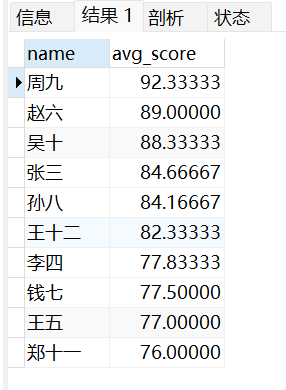 信息 结果 1 剖析 状态
name avg_score
周九 92.33333
赵六 89.00000
吴十 88.33333
张三 84.66667
孙八 84.16667
王十二 82.33333
李四 77.83333
钱七 77.50000
王五 77.00000
郑十一 76.00000